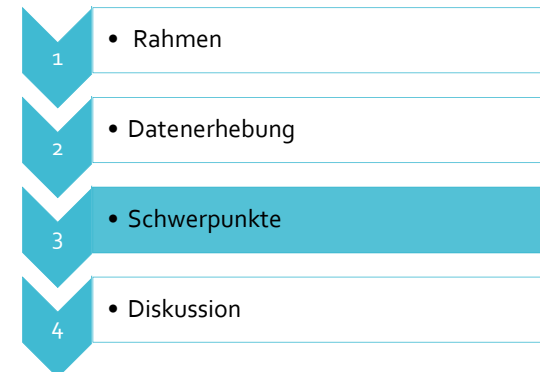 1 • Rahmen
2 • Datenerhebung
3 • Schwerpunkte
4 • Diskussion